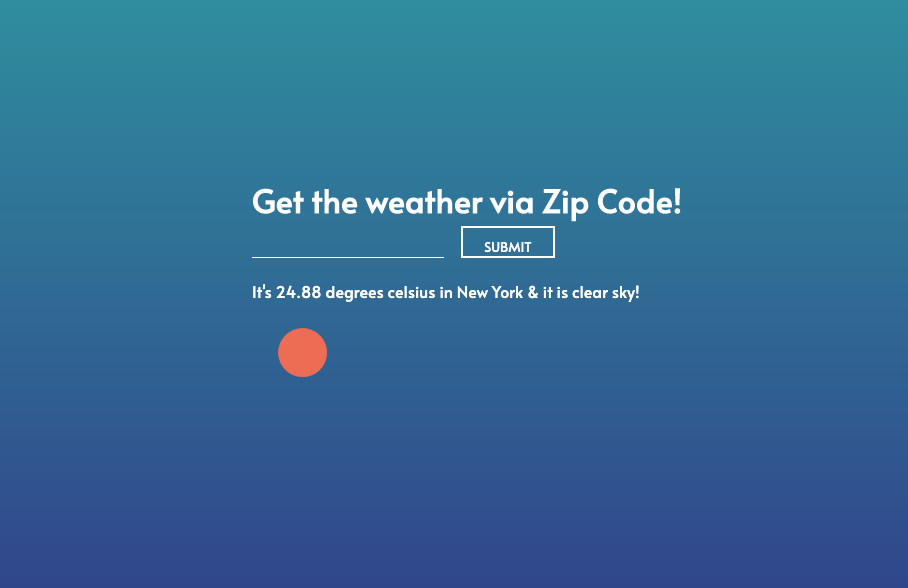 Get the weather via Zip Code!
SUBMIT
It's 24.88 degrees celsius in New York & it is clear sky!